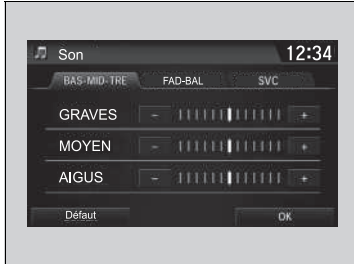 Son 12:34
BAS-MID-TRE FAD-BAL SVC
GRAVES - +
MOYEN - +
AIGUS - +
Défaut OK